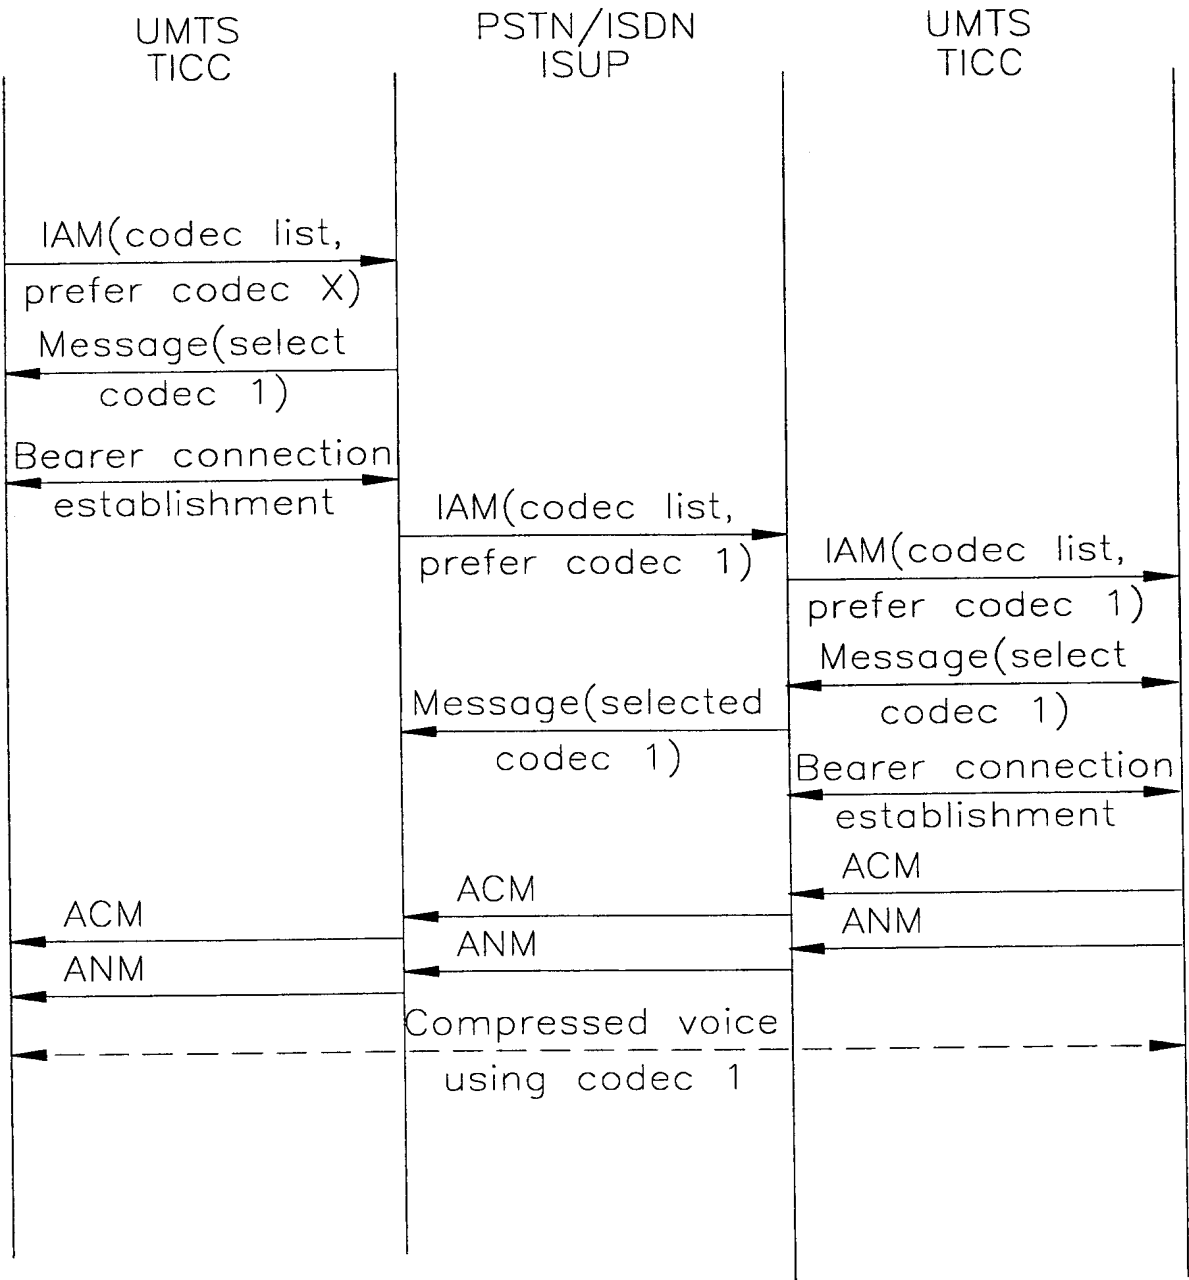 UMTS
TICC
PSTN/ISDN
ISUP
UMTS
TICC
IAM(codec list,
prefer codec X)
Message(select
codec 1)
Bearer connection
establishment
IAM(codec list,
prefer codec 1)
IAM(codec list,
prefer codec 1)
Message(select
codec 1)
Message(selected
codec 1)
Bearer connection
establishment
ACM
ACM
ACM
ANM
ANM
ANM
Compressed voice
using codec 1